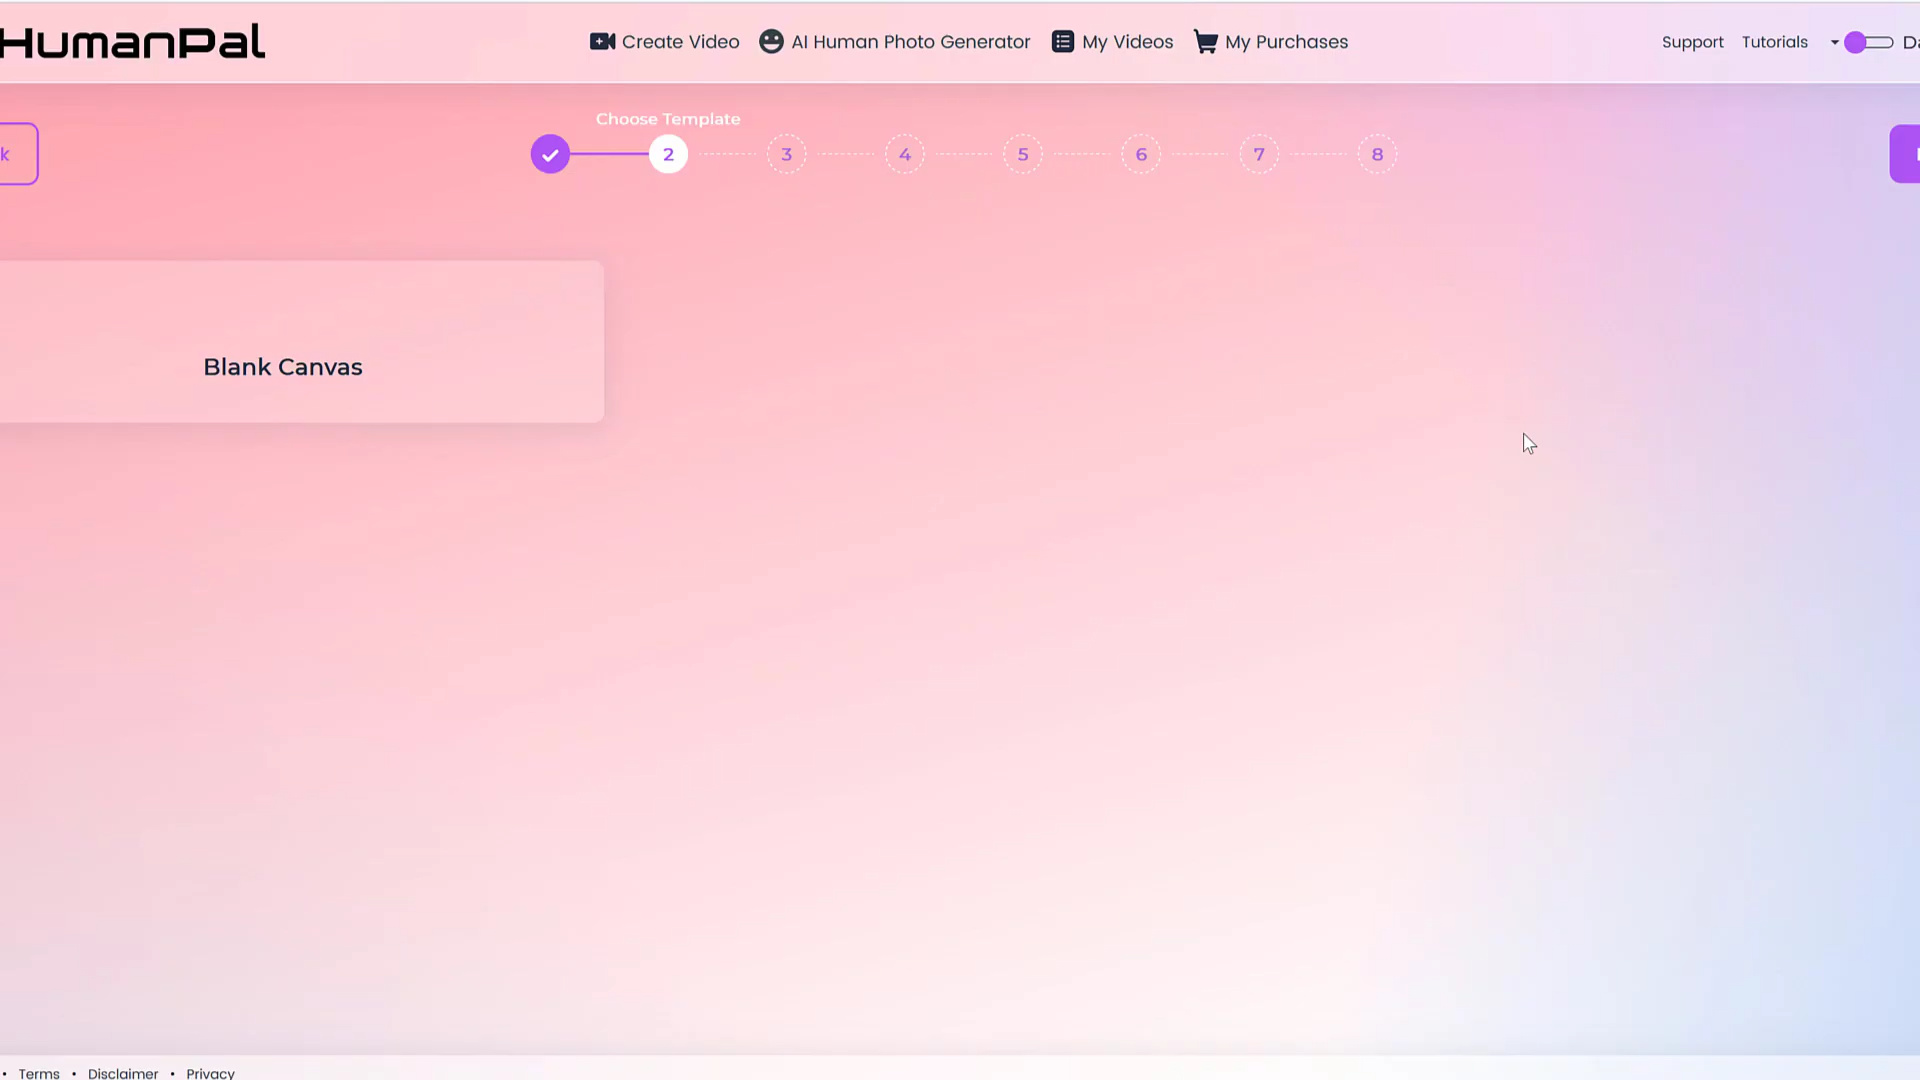 HumanPal
Create Video
AI Human Photo Generator
My Videos
My Purchases
Support
Tutorials
Choose Template
2
3
4
5
6
7
8
Blank Canvas
• Terms • Disclaimer • Privacy